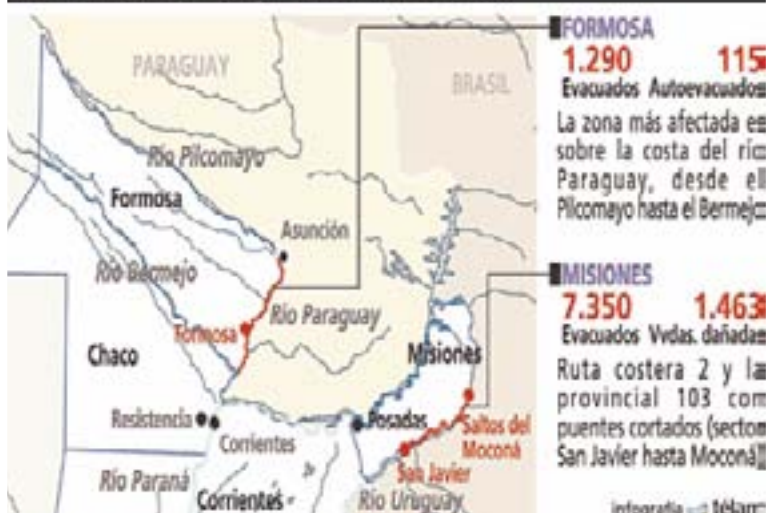 PARAGUAY
BRASIL
Río Pilcomayo
Formosa
Asunción
Río Bermejo
Río Paraguay
Formosa
Chaco
Misiones
Resistencia
Corrientes
Posadas
Saltos del
Moconá
San Javier
Río Paraná
Corrientes
Río Uruguay
FORMOSA
1.290 115
Evacuados Autoevacuados
La zona más afectada es
sobre la costa del río
Paraguay, desde el
Pilcomayo hasta el Bermejo
MISIONES
7.350 1.463
Evacuados Vvdas. dañadas
Ruta costera 2 y la
provincial 103 con
puentes cortados (sector
San Javier hasta Moconá)
infografía télam